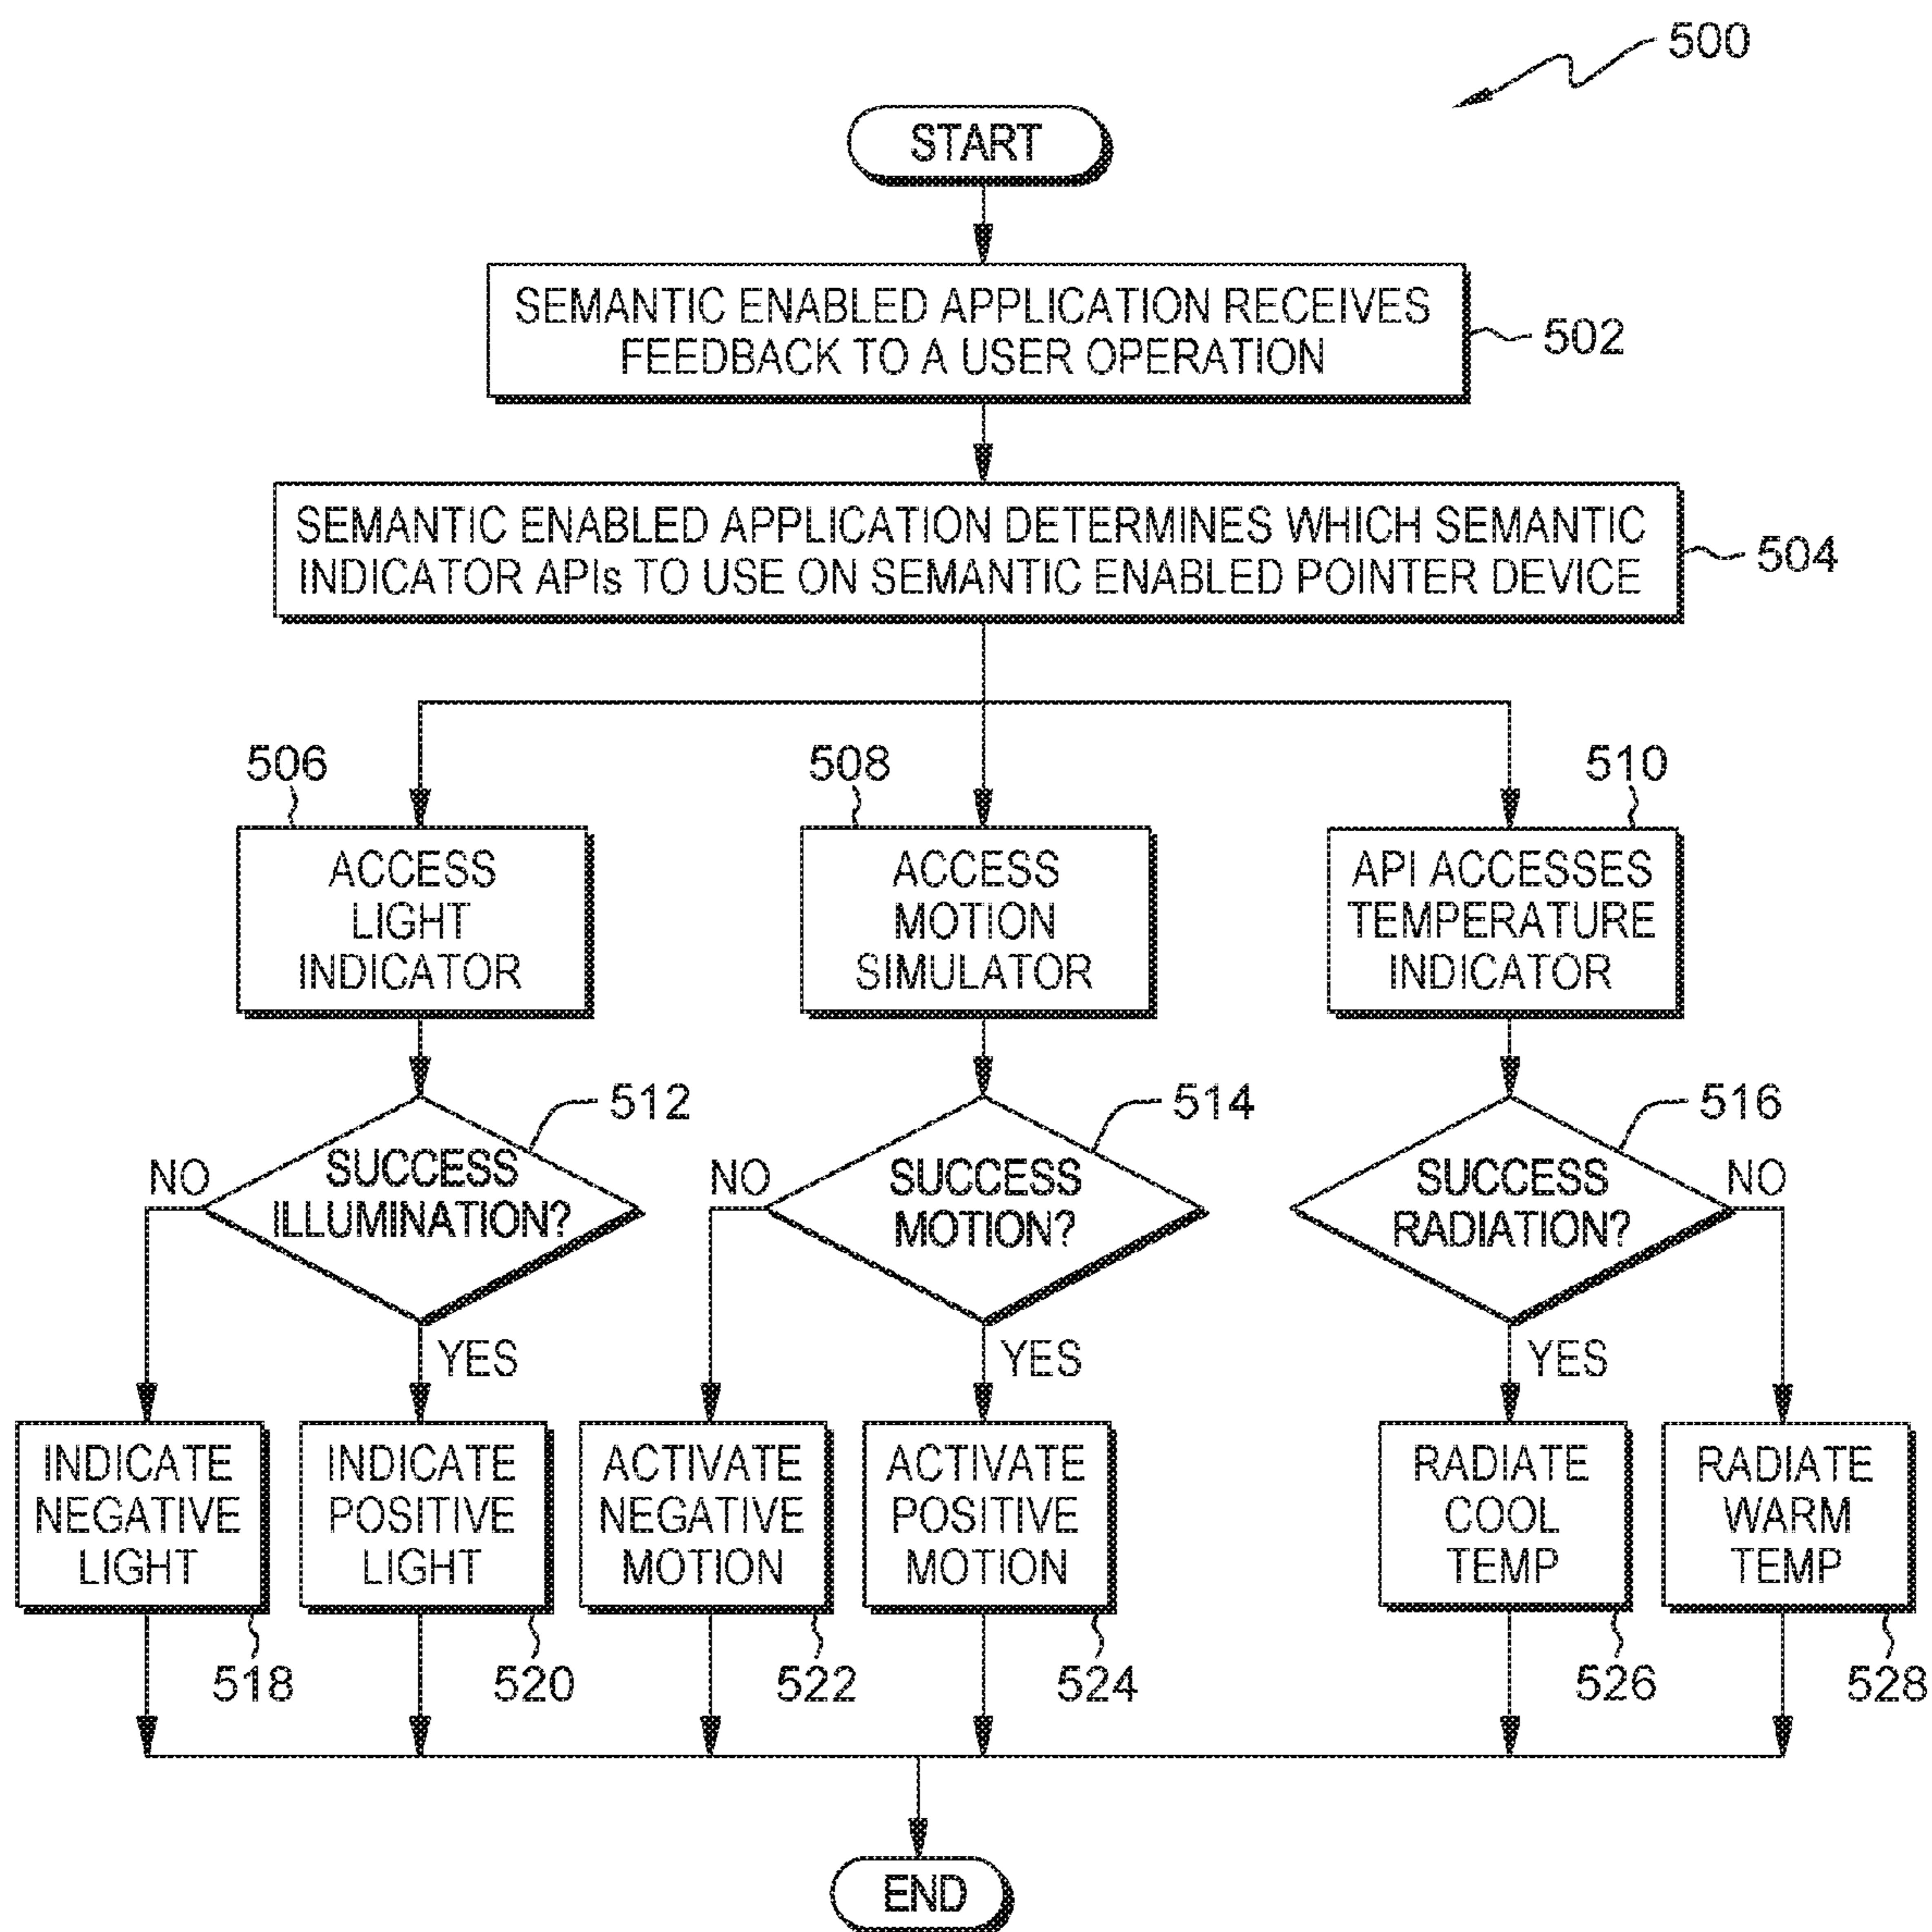 500
START
SEMANTIC ENABLED APPLICATION RECEIVES
FEEDBACK TO A USER OPERATION
502
SEMANTIC ENABLED APPLICATION DETERMINES WHICH SEMANTIC
INDICATOR APIs TO USE ON SEMANTIC ENABLED POINTER DEVICE
504
506
ACCESS
LIGHT
INDICATOR
508
ACCESS
MOTION
SIMULATOR
510
API ACCESSES
TEMPERATURE
INDICATOR
512
SUCCESS
ILLUMINATION?
NO
YES
514
SUCCESS
MOTION?
NO
YES
516
SUCCESS
RADIATION?
NO
YES
INDICATE
NEGATIVE
LIGHT
518
INDICATE
POSITIVE
LIGHT
520
ACTIVATE
NEGATIVE
MOTION
522
ACTIVATE
POSITIVE
MOTION
524
RADIATE
COOL
TEMP
526
RADIATE
WARM
TEMP
528
END